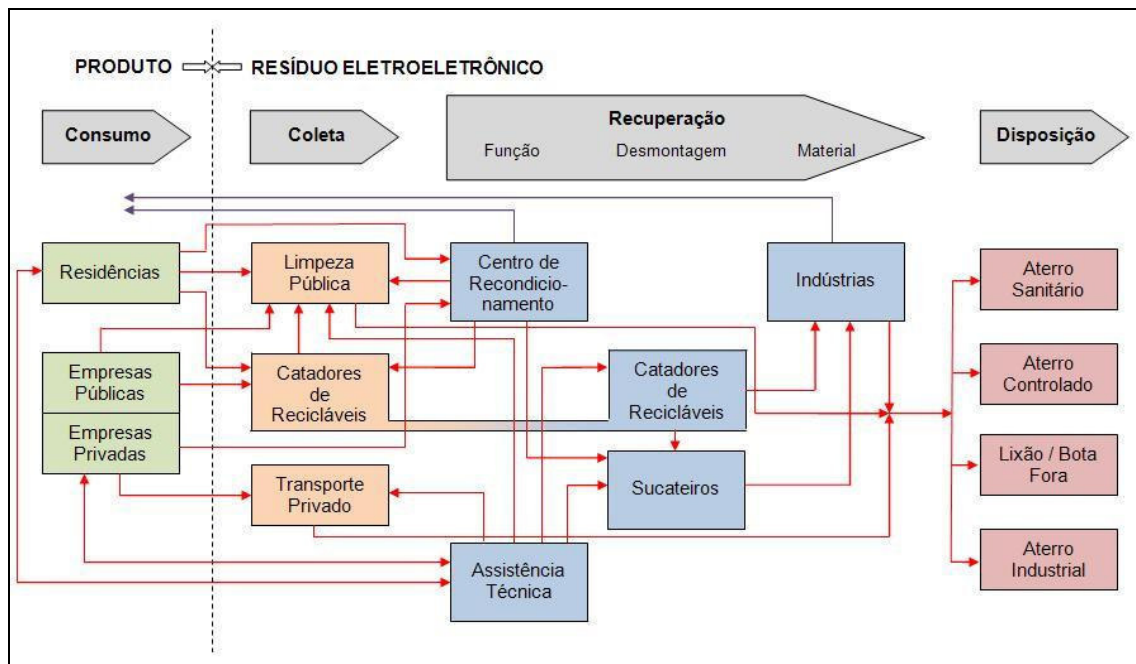 PRODUTO
RESÍDUO ELETROELETRÔNICO
Consumo
Coleta
Recuperação
Função
Desmontagem
Material
Disposição
Residências
Limpeza
Pública
Centro de
Recondicio-
namento
Indústrias
Aterro
Sanitário
Empresas
Públicas
Catadores
de
Recicláveis
Catadores
de
Recicláveis
Aterro
Controlado
Empresas
Privadas
Transporte
Privado
Sucateiros
Lixão / Bota
Fora
Assistência
Técnica
Aterro
Industrial